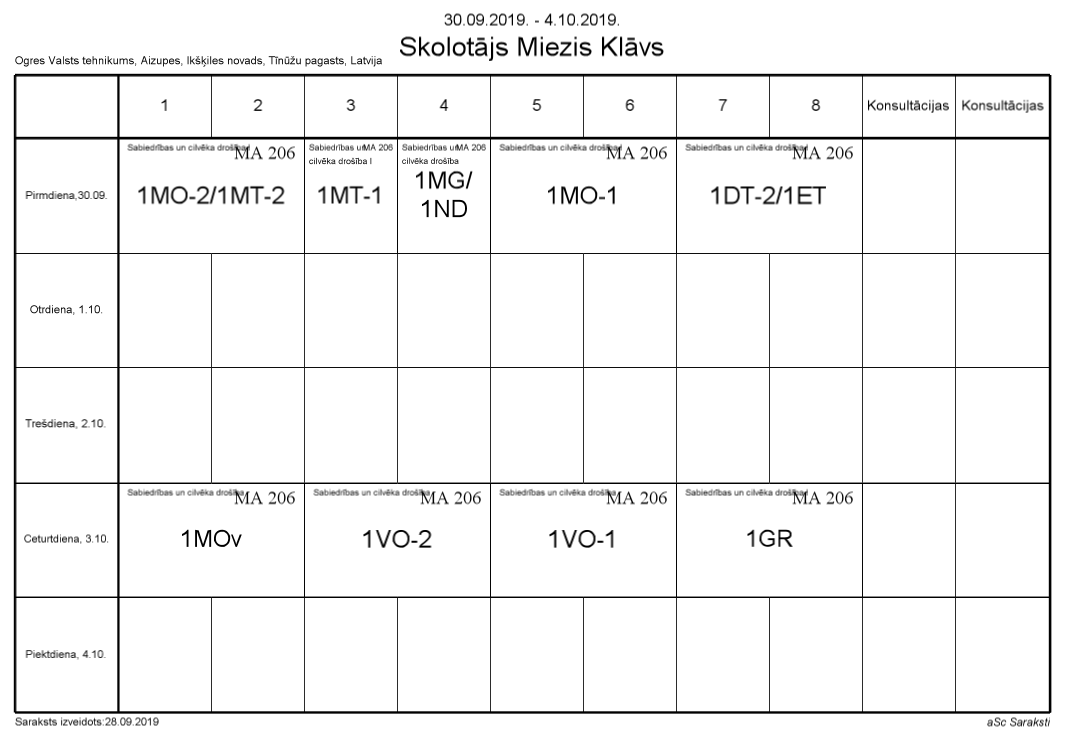 30.09.2019. - 4.10.2019.
Skolotājs Miezis Klāvs
Ogres Valsts tehnikums, Aizupes, Ikšķiles novads, Tīnūžu pagasts, Latvija
1 2 3 4 5 6 7 8 Konsultācijas Konsultācijas
Pirmdiena,30.09.
Sabiedrības un cilvēka drošība MA 206
1MO-2/1MT-2
Sabiedrības un MA 206
cilvēka drošība I
1MT-1
Sabiedrības un MA 206
cilvēka drošība
1MG/
1ND
Sabiedrības un cilvēka drošība MA 206
1MO-1
Sabiedrības un cilvēka drošība MA 206
1DT-2/1ET
Otrdiena, 1.10.
Trešdiena, 2.10.
Ceturtdiena, 3.10.
Sabiedrības un cilvēka drošība MA 206
1MOv
Sabiedrības un cilvēka drošība MA 206
1VO-2
Sabiedrības un cilvēka drošība MA 206
1VO-1
Sabiedrības un cilvēka drošība MA 206
1GR
Piektdiena, 4.10.
Saraksts izveidots:28.09.2019
aSc Saraksti